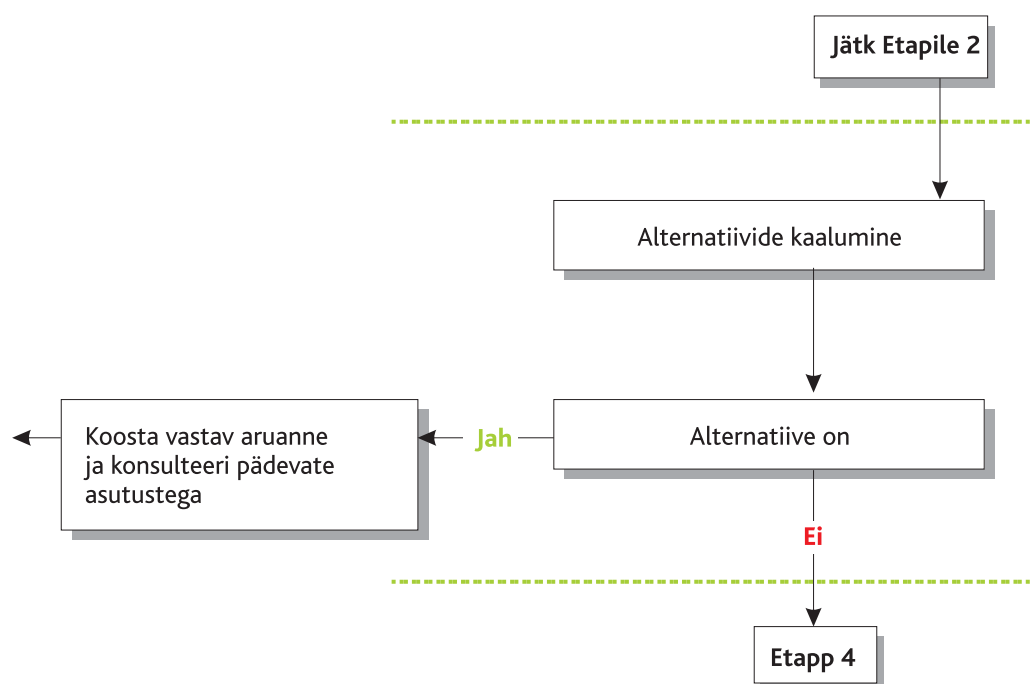 Jätk Etapile 2
Alternatiivide kaalumine
Alternatiive on
Jah
Koosta vastav aruanne
ja konsulteeri pädevate
asutustega
Ei
Etapp 4